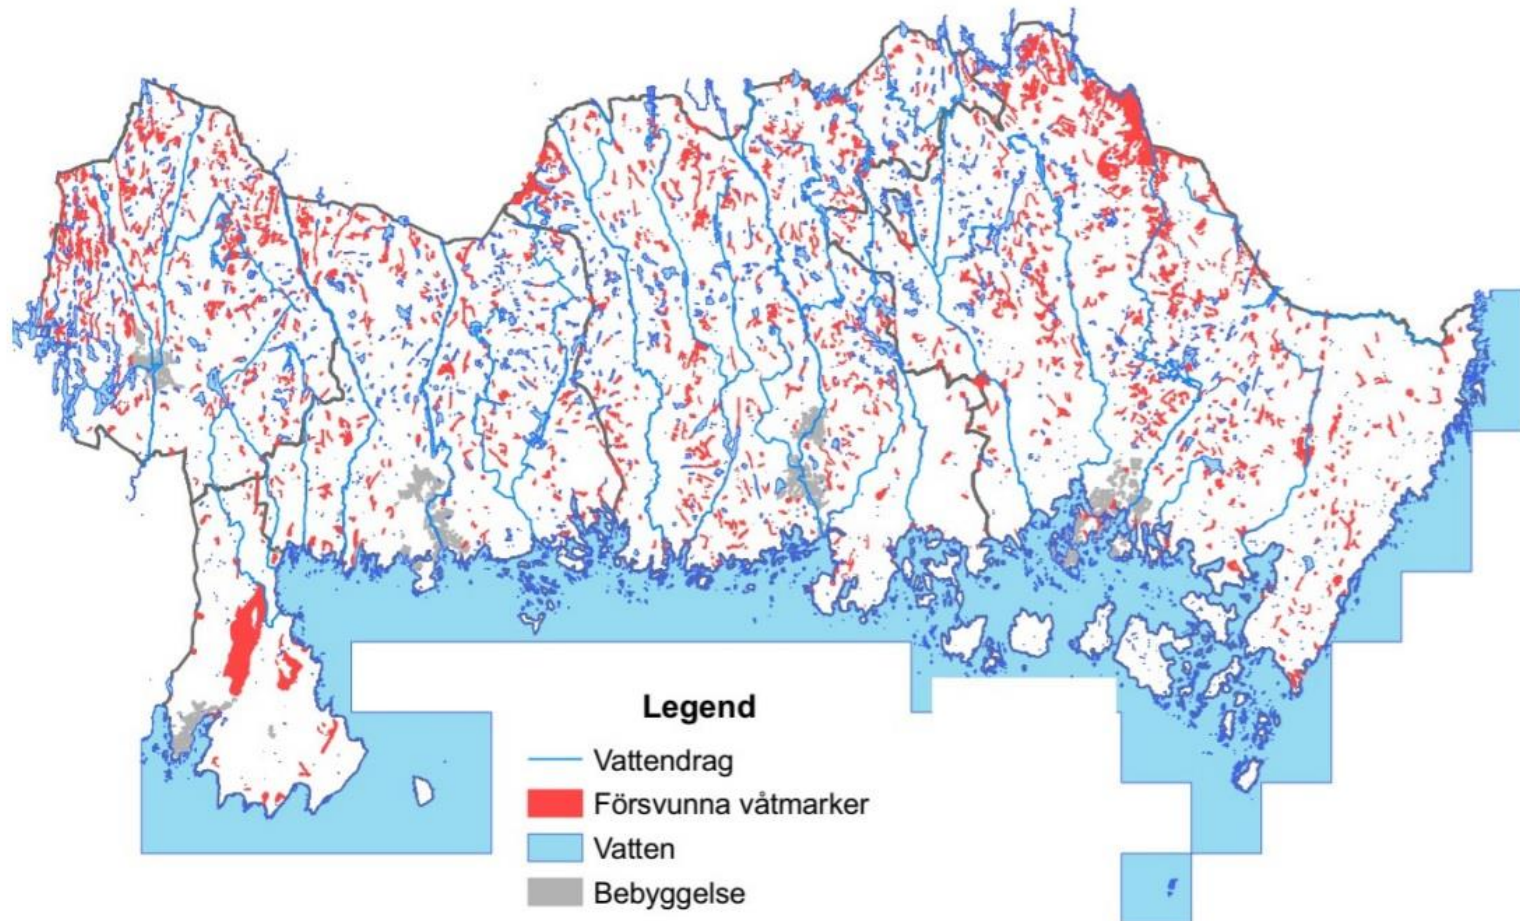 Legend
Vattendrag
Försvunna våtmarker
Vatten
Bebyggelse